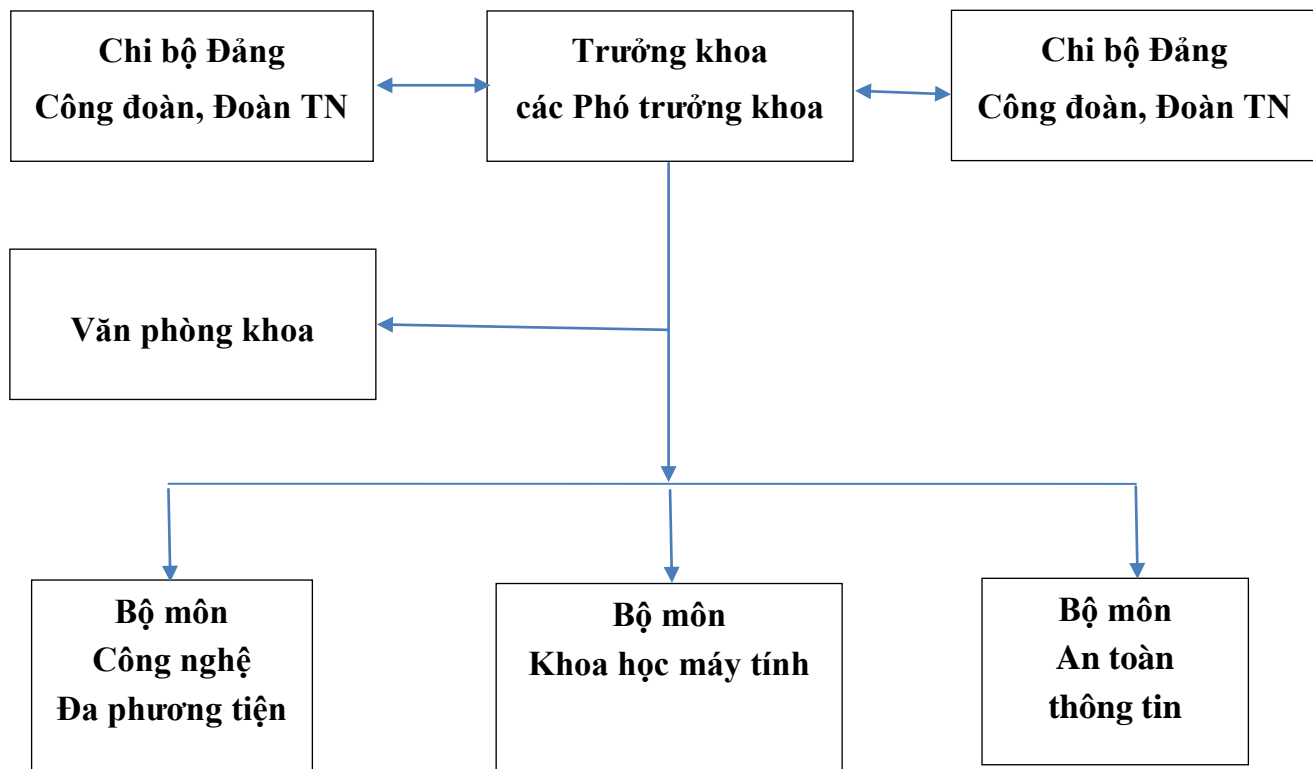 Chi bộ Đảng
Công đoàn, Đoàn TN
Trưởng khoa
các Phó trưởng khoa
Chi bộ Đảng
Công đoàn, Đoàn TN
Văn phòng khoa
Bộ môn
Công nghệ
Đa phương tiện
Bộ môn
Khoa học máy tính
Bộ môn
An toàn
thông tin